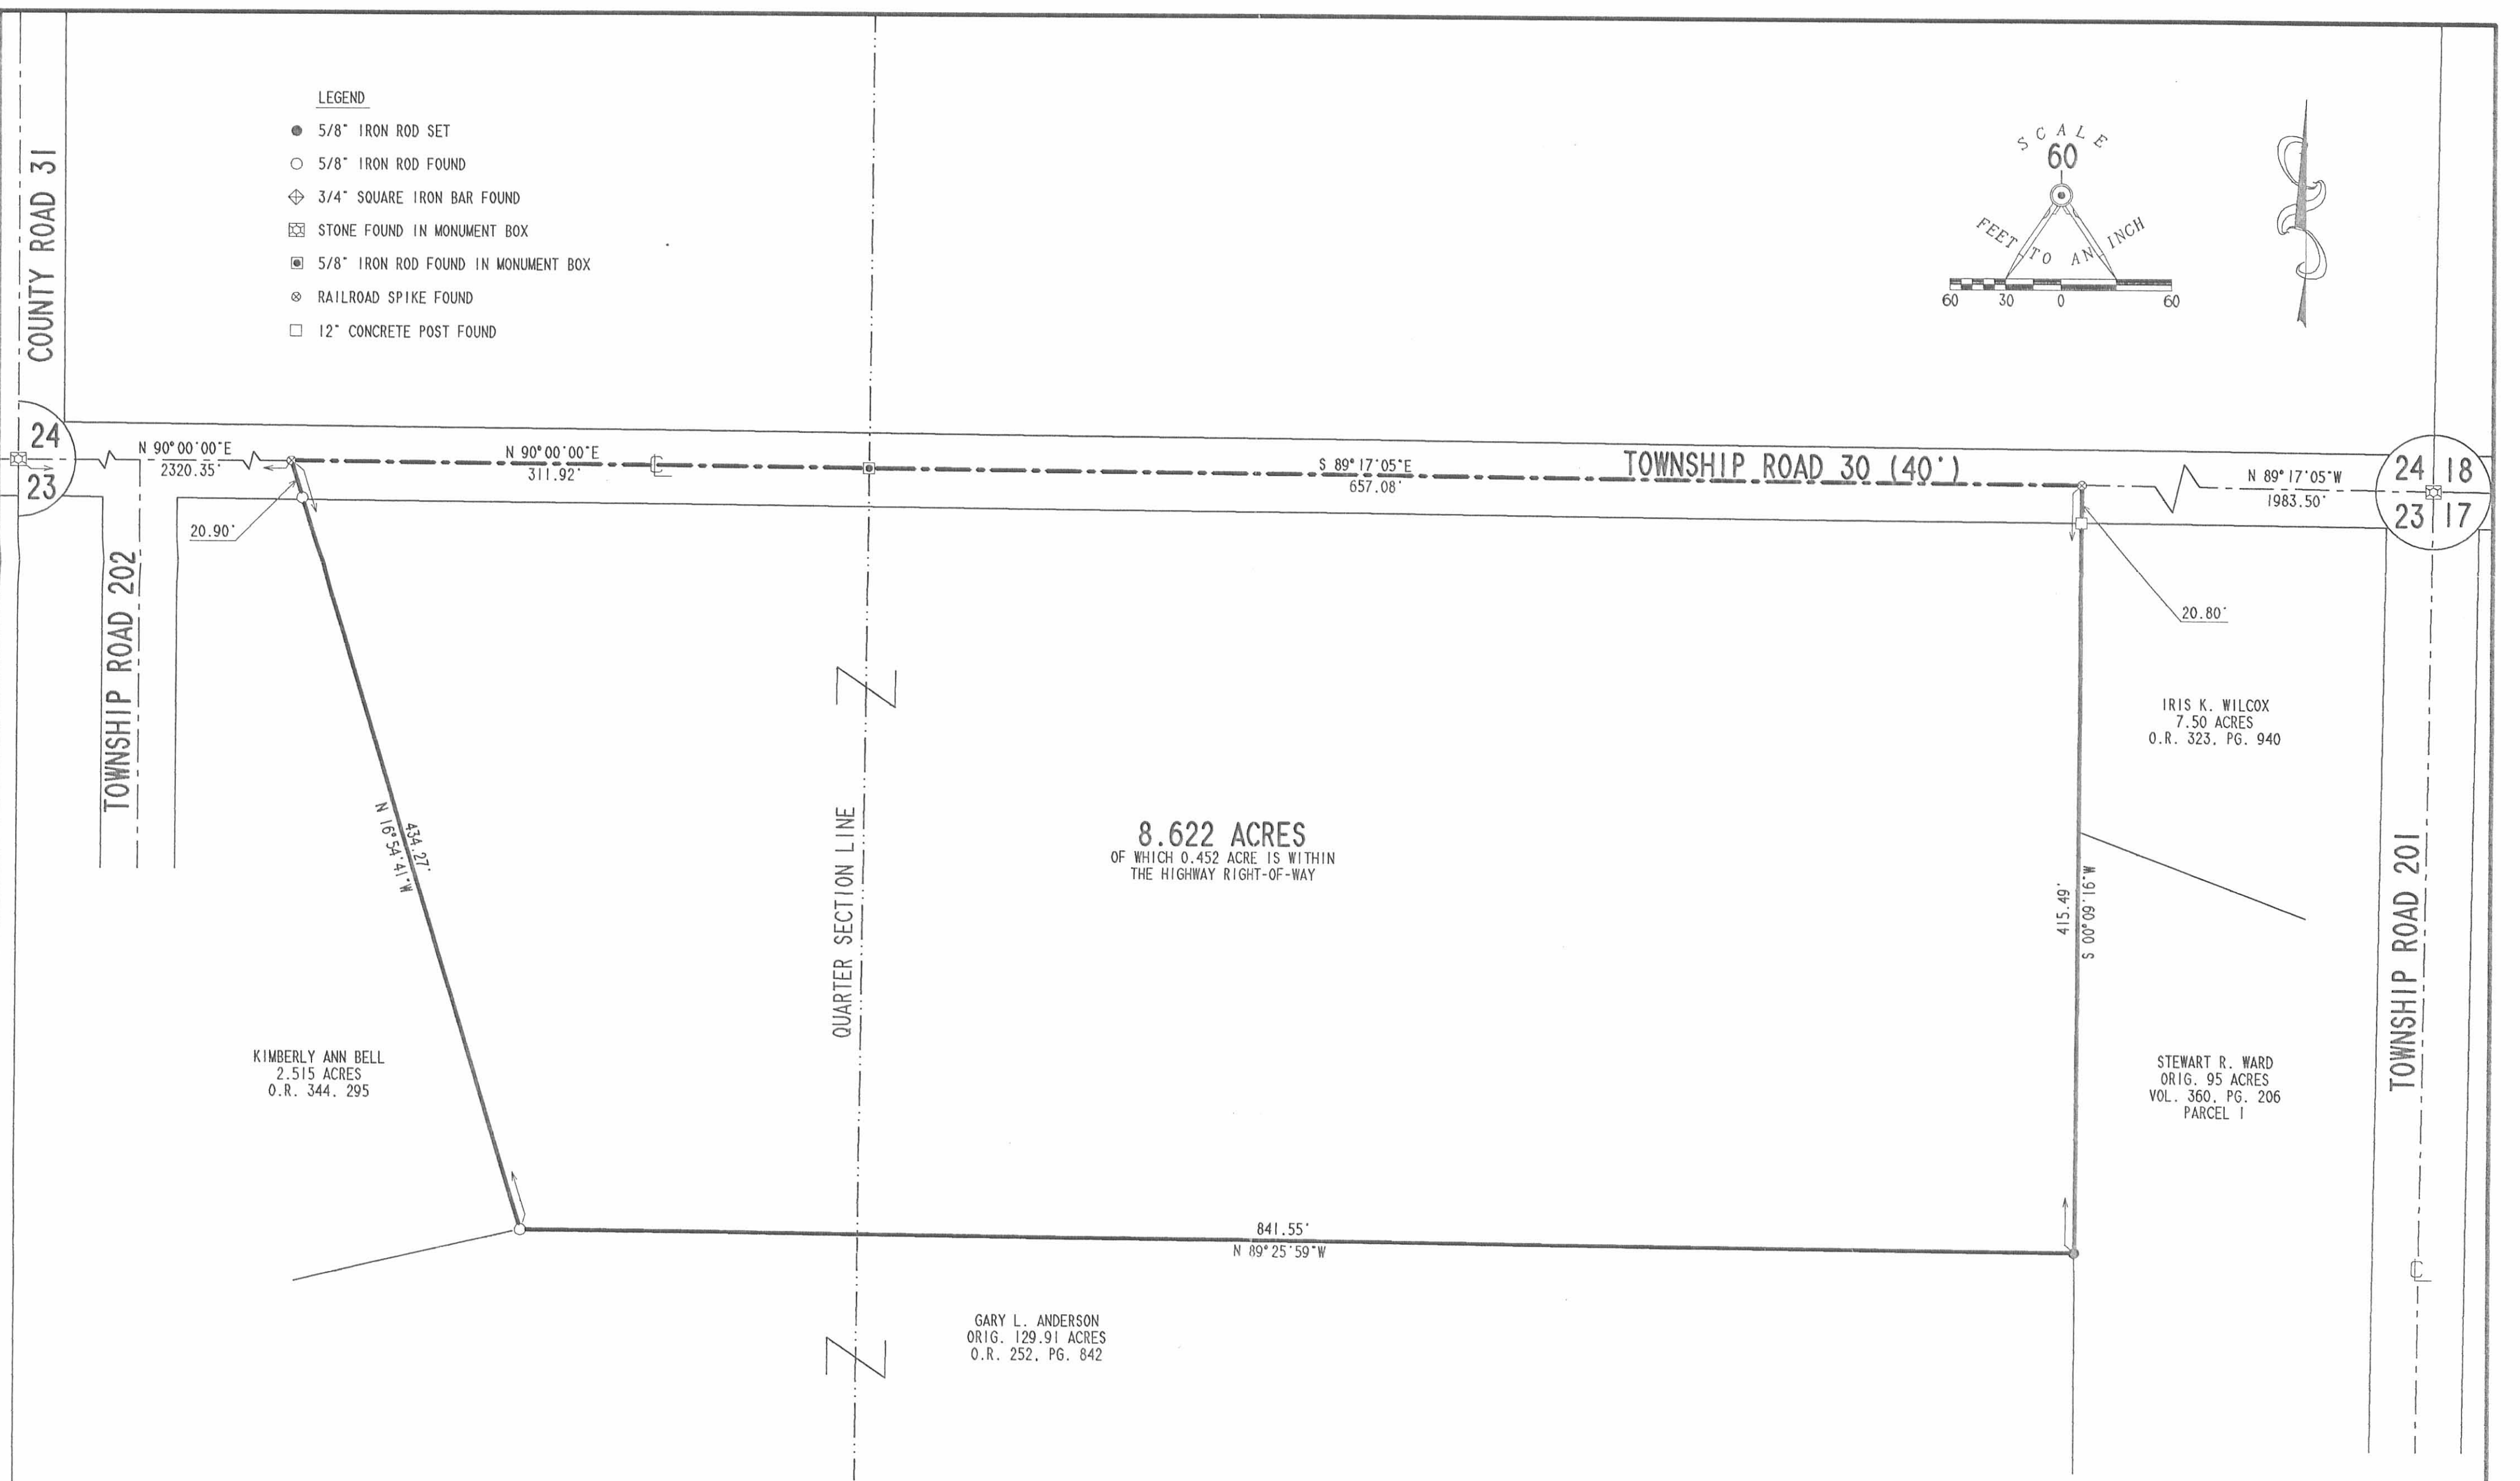 LEGEND
5/8" IRON ROD SET
5/8" IRON ROD FOUND
3/4" SQUARE IRON BAR FOUND
STONE FOUND IN MONUMENT BOX
5/8" IRON ROD FOUND IN MONUMENT BOX
RAILROAD SPIKE FOUND
12" CONCRETE POST FOUND
SCALE
60
FEET TO AN INCH
60 30 0 60
COUNTY ROAD 31
24
23
N 90°00'00"E
2320.35'
N 90°00'00"E
311.92'
S 89°17'05"E
657.08'
TOWNSHIP ROAD 30 (40')
N 89°17'05"W
1983.50'
24 18
23 17
20.90'
20.80'
TOWNSHIP ROAD 202
434.27'
N 16°54'41"W
QUARTER SECTION LINE
8.622 ACRES
OF WHICH 0.452 ACRE IS WITHIN
THE HIGHWAY RIGHT-OF-WAY
415.49'
S 00°09'16"W
IRIS K. WILCOX
7.50 ACRES
O.R. 323, PG. 940
TOWNSHIP ROAD 201
KIMBERLY ANN BELL
2.515 ACRES
O.R. 344. 295
STEWART R. WARD
ORIG. 95 ACRES
VOL. 360, PG. 206
PARCEL 1
841.55'
N 89°25'59"W
GARY L. ANDERSON
ORIG. 129.91 ACRES
O.R. 252, PG. 842